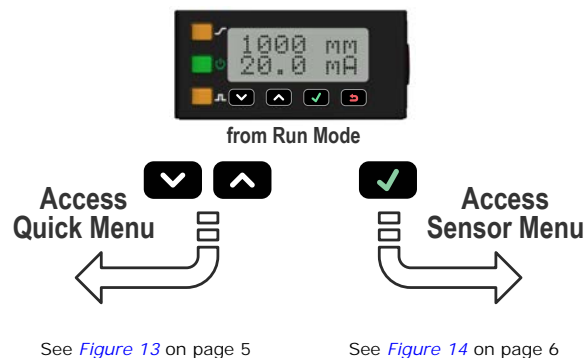 1000 mm
20.0 mA
from Run Mode
Access
Quick Menu
Access
Sensor Menu
See Figure 13 on page 5
See Figure 14 on page 6